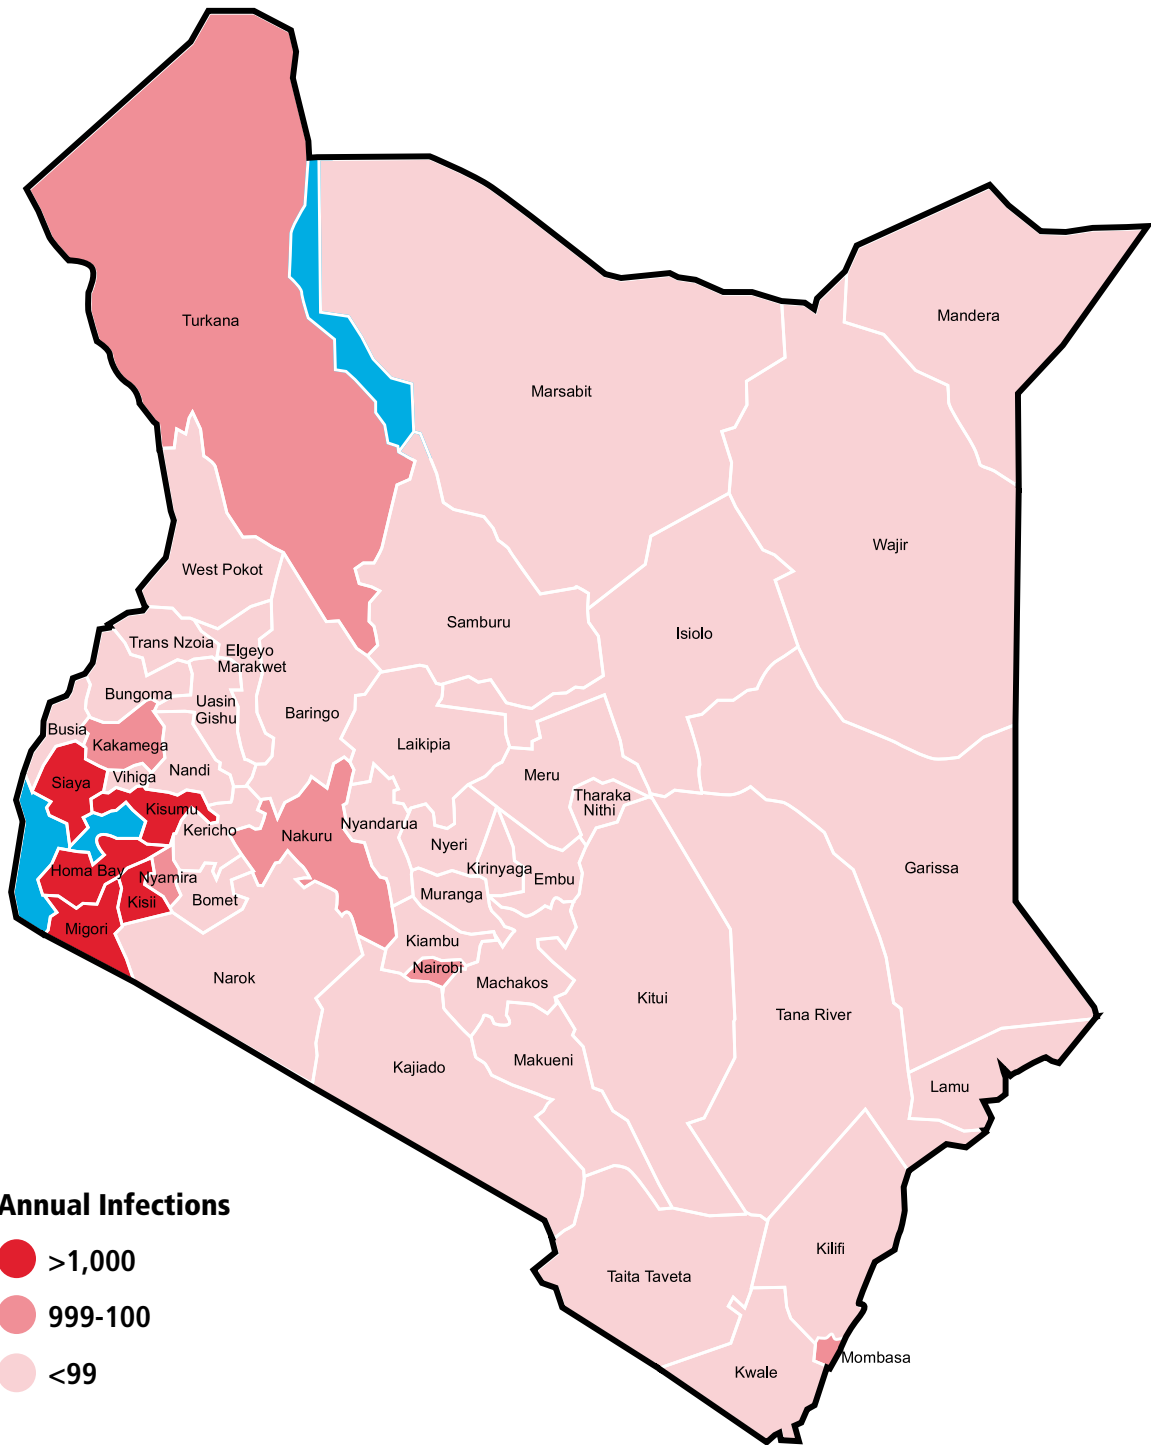 Turkana
Marsabit
Mandera
Wajir
West Pokot
Samburu
Isiolo
Trans Nzoia
Elgeyo
Marakwet
Bungoma
Uasin
Gishu
Baringo
Busia
Kakamega
Laikipia
Siaya
Vihiga
Nandi
Meru
Tharaka
Nithi
Kisumu
Kericho
Nakuru
Nyandarua
Nyeri
Kirinyaga
Embu
Garissa
Homa Bay
Nyamira
Kisii
Bomet
Muranga
Migori
Kiambu
Nairobi
Narok
Machakos
Kitui
Tana River
Kajiado
Makueni
Lamu
Annual Infections
>1,000
999-100
<99
Kilifi
Taita Taveta
Mombasa
Kwale